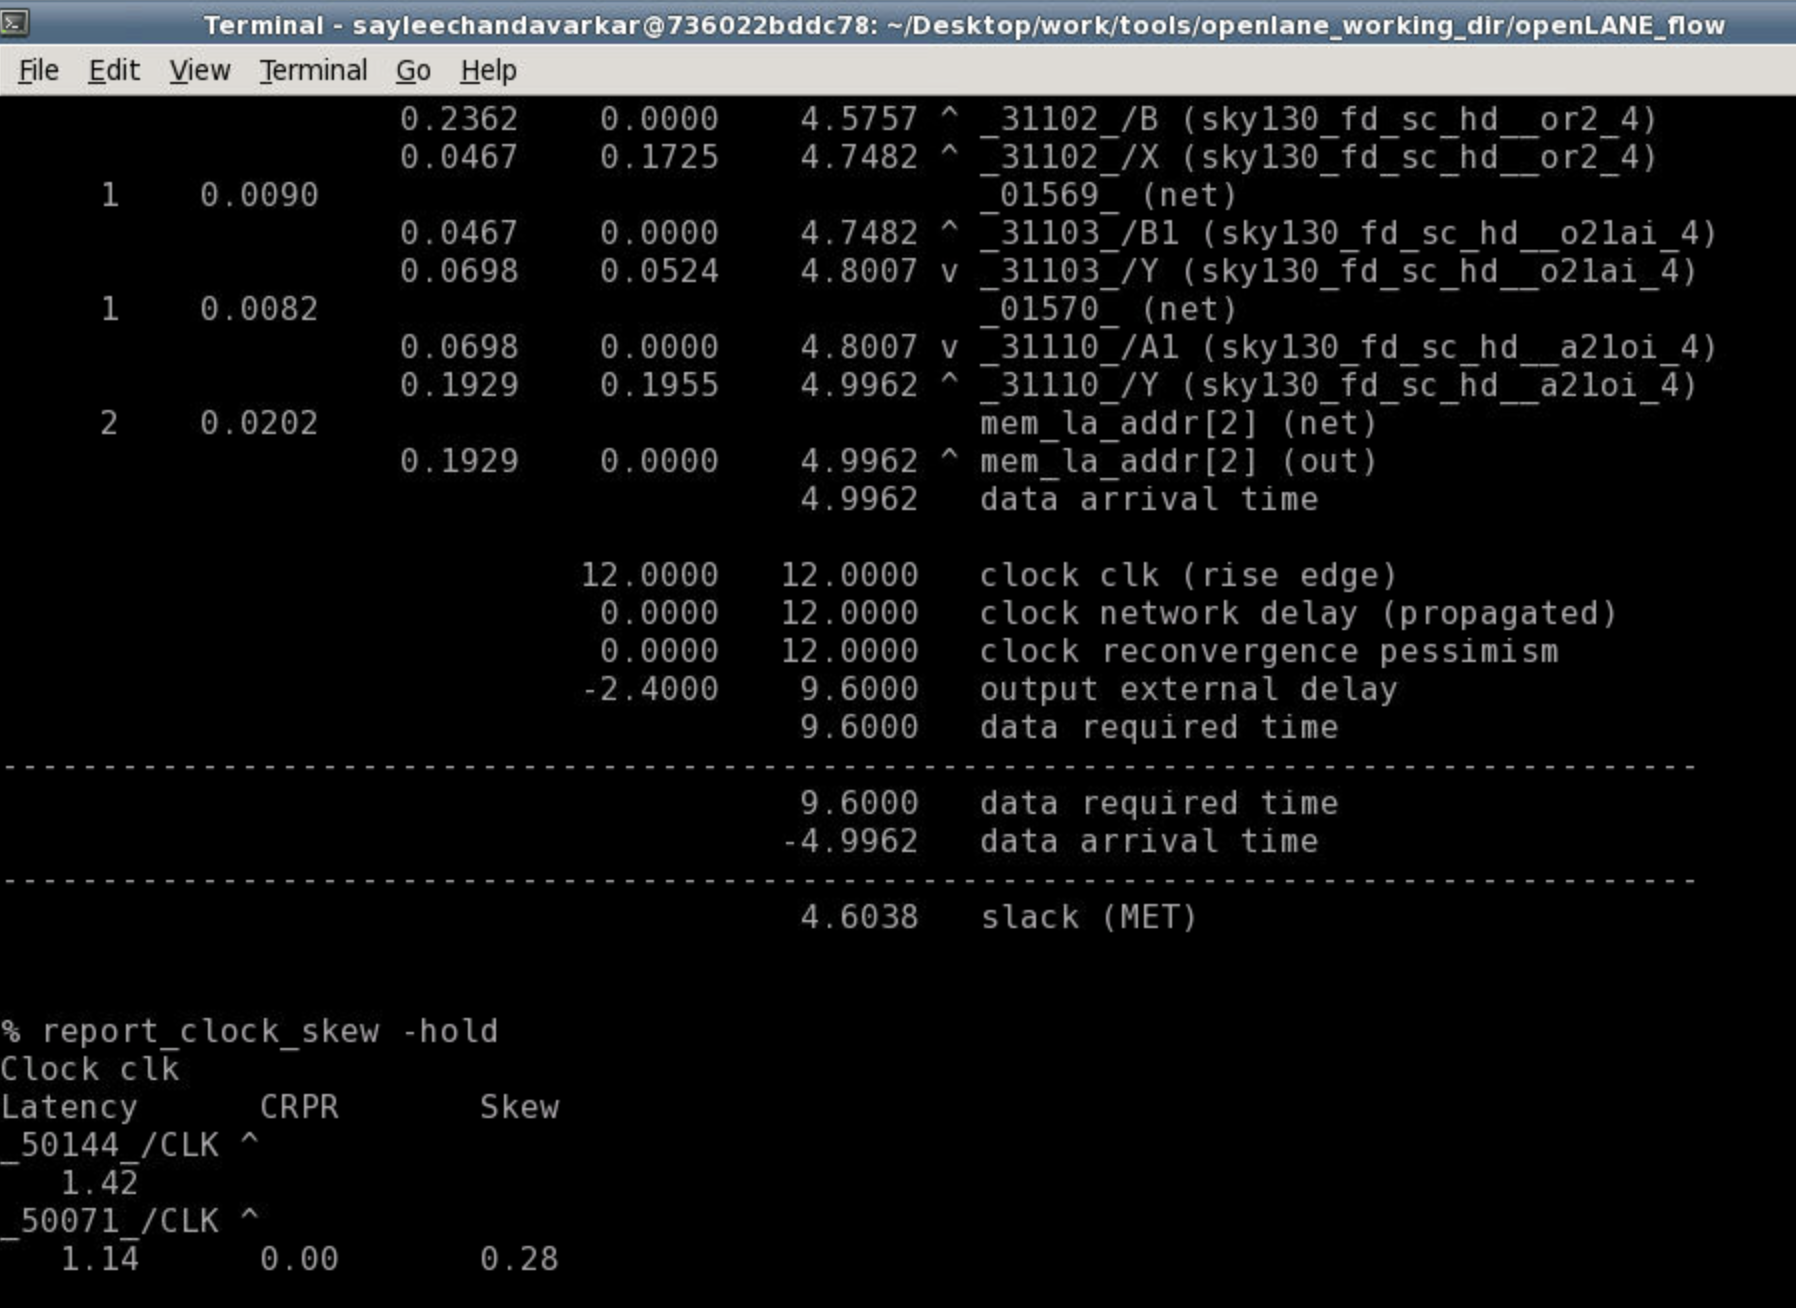 Terminal - sayleechandavarkar@736022bddc78: ~/Desktop/work/tools/openlane_working_dir/openLANE_flow
File Edit View Terminal Go Help
0.2362 0.0000 4.5757 ^ _31102_/B (sky130_fd_sc_hd__or2_4)
0.0467 0.1725 4.7482 ^ _31102_/X (sky130_fd_sc_hd__or2_4)
1 0.0090 _01569_ (net)
0.0467 0.0000 4.7482 ^ _31103_/B1 (sky130_fd_sc_hd__o21ai_4)
0.0698 0.0524 4.8007 v _31103_/Y (sky130_fd_sc_hd__o21ai_4)
1 0.0082 _01570_ (net)
0.0698 0.0000 4.8007 v _31110_/A1 (sky130_fd_sc_hd__a21oi_4)
0.1929 0.1955 4.9962 ^ _31110_/Y (sky130_fd_sc_hd__a21oi_4)
2 0.0202 mem_la_addr[2] (net)
0.1929 0.0000 4.9962 ^ mem_la_addr[2] (out)
4.9962 data arrival time
12.0000 12.0000 clock clk (rise edge)
0.0000 12.0000 clock network delay (propagated)
0.0000 12.0000 clock reconvergence pessimism
-2.4000 9.6000 output external delay
9.6000 data required time
-------------------------------------------------------------------------------------
9.6000 data required time
-4.9962 data arrival time
-------------------------------------------------------------------------------------
4.6038 slack (MET)
% report_clock_skew -hold
Clock clk
Latency CRPR Skew
_50144_/CLK ^
1.42
_50071_/CLK ^
1.14 0.00 0.28